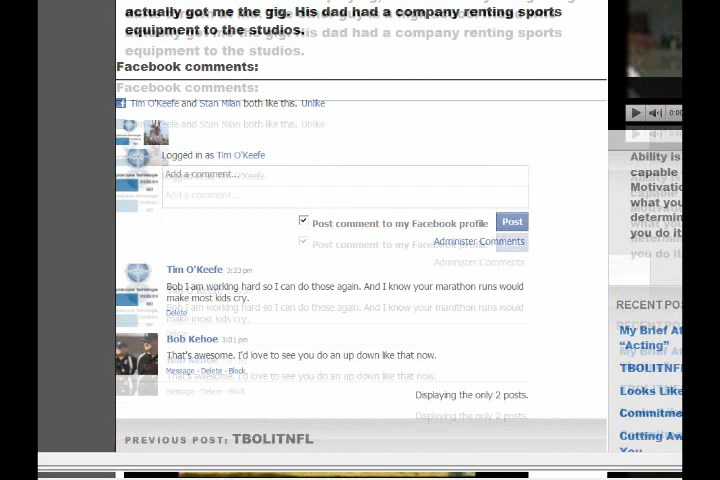 actually got me the gig. His dad had a company renting sports
equipment to the studios.
Facebook comments:
Tim O'Keefe and Stan Milan both like this. Unlike
Logged in as Tim O'Keefe
Add a comment...
Post comment to my Facebook profile
Post
Administer Comments
Tim O'Keefe 3:23 pm
Bob I am working hard so I can do those again. And I know your marathon runs would
make most kids cry.
Delete
Bob Kehoe 3:01 pm
That's awesome. I'd love to see you do an up down like that now.
Message - Delete - Block
Displaying the only 2 posts.
PREVIOUS POST: TBOLITNFL
0:00
Ability is
capable
Motivatio
what you
determin
you do it
RECENT POS
My Brief At
"Acting"
TBOLITNFL
Looks Like
Commitme
Cutting Aw
You